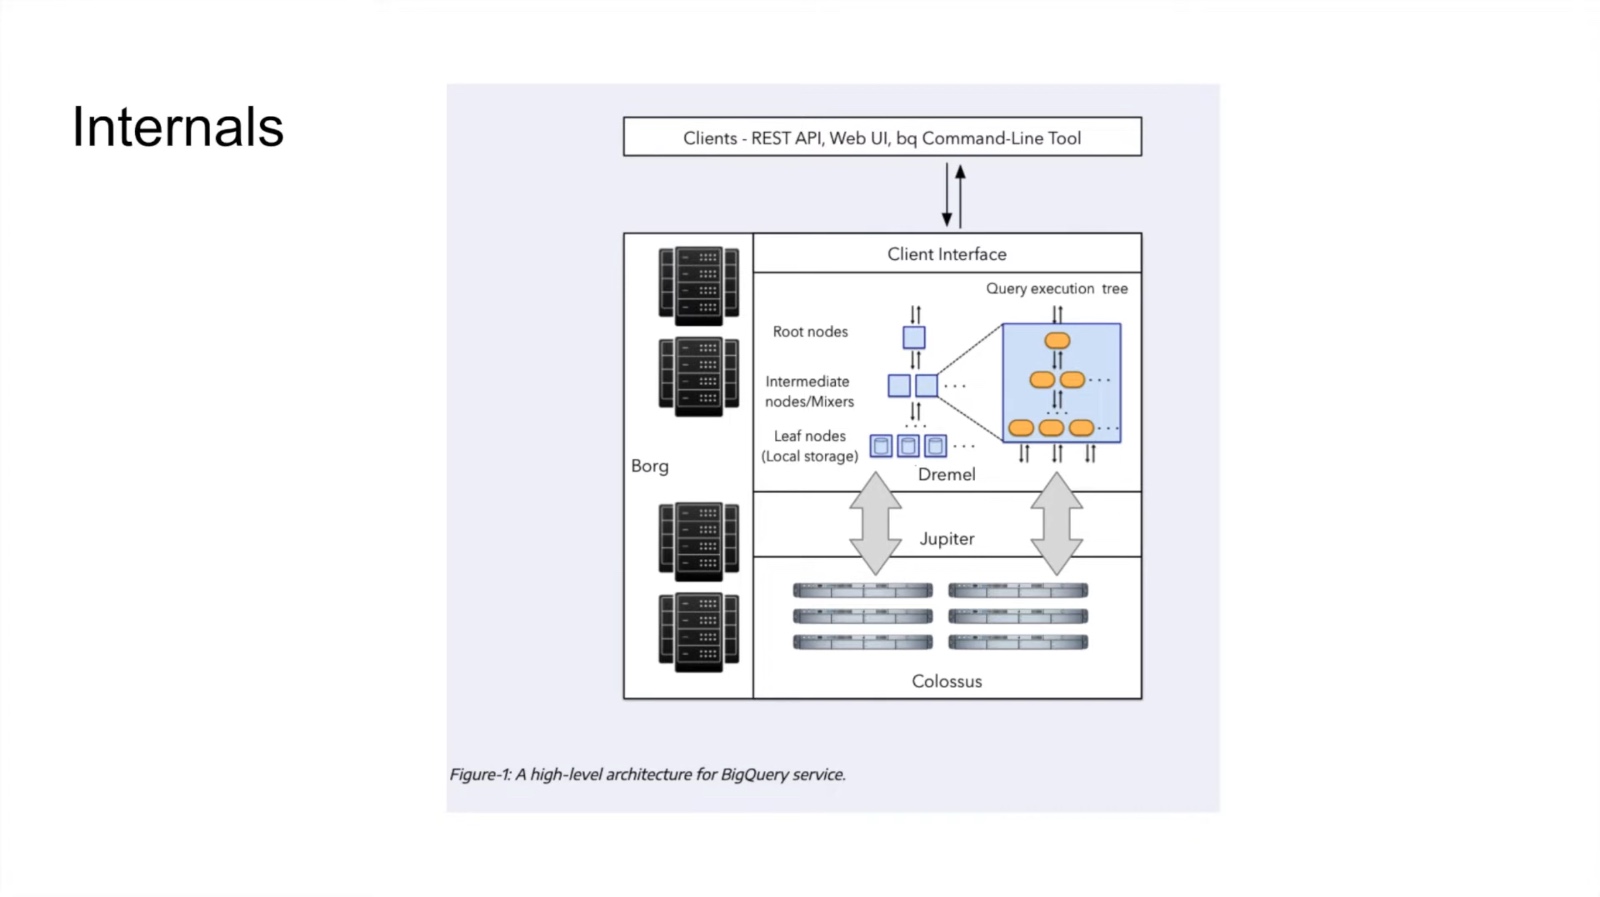 Internals
Clients - REST API, Web UI, bq Command-Line Tool
Client Interface
Query execution tree
Root nodes
Intermediate
nodes/Mixers
Leaf nodes
(Local storage)
Dremel
Borg
Jupiter
Colossus
Figure-1: A high-level architecture for BigQuery service.